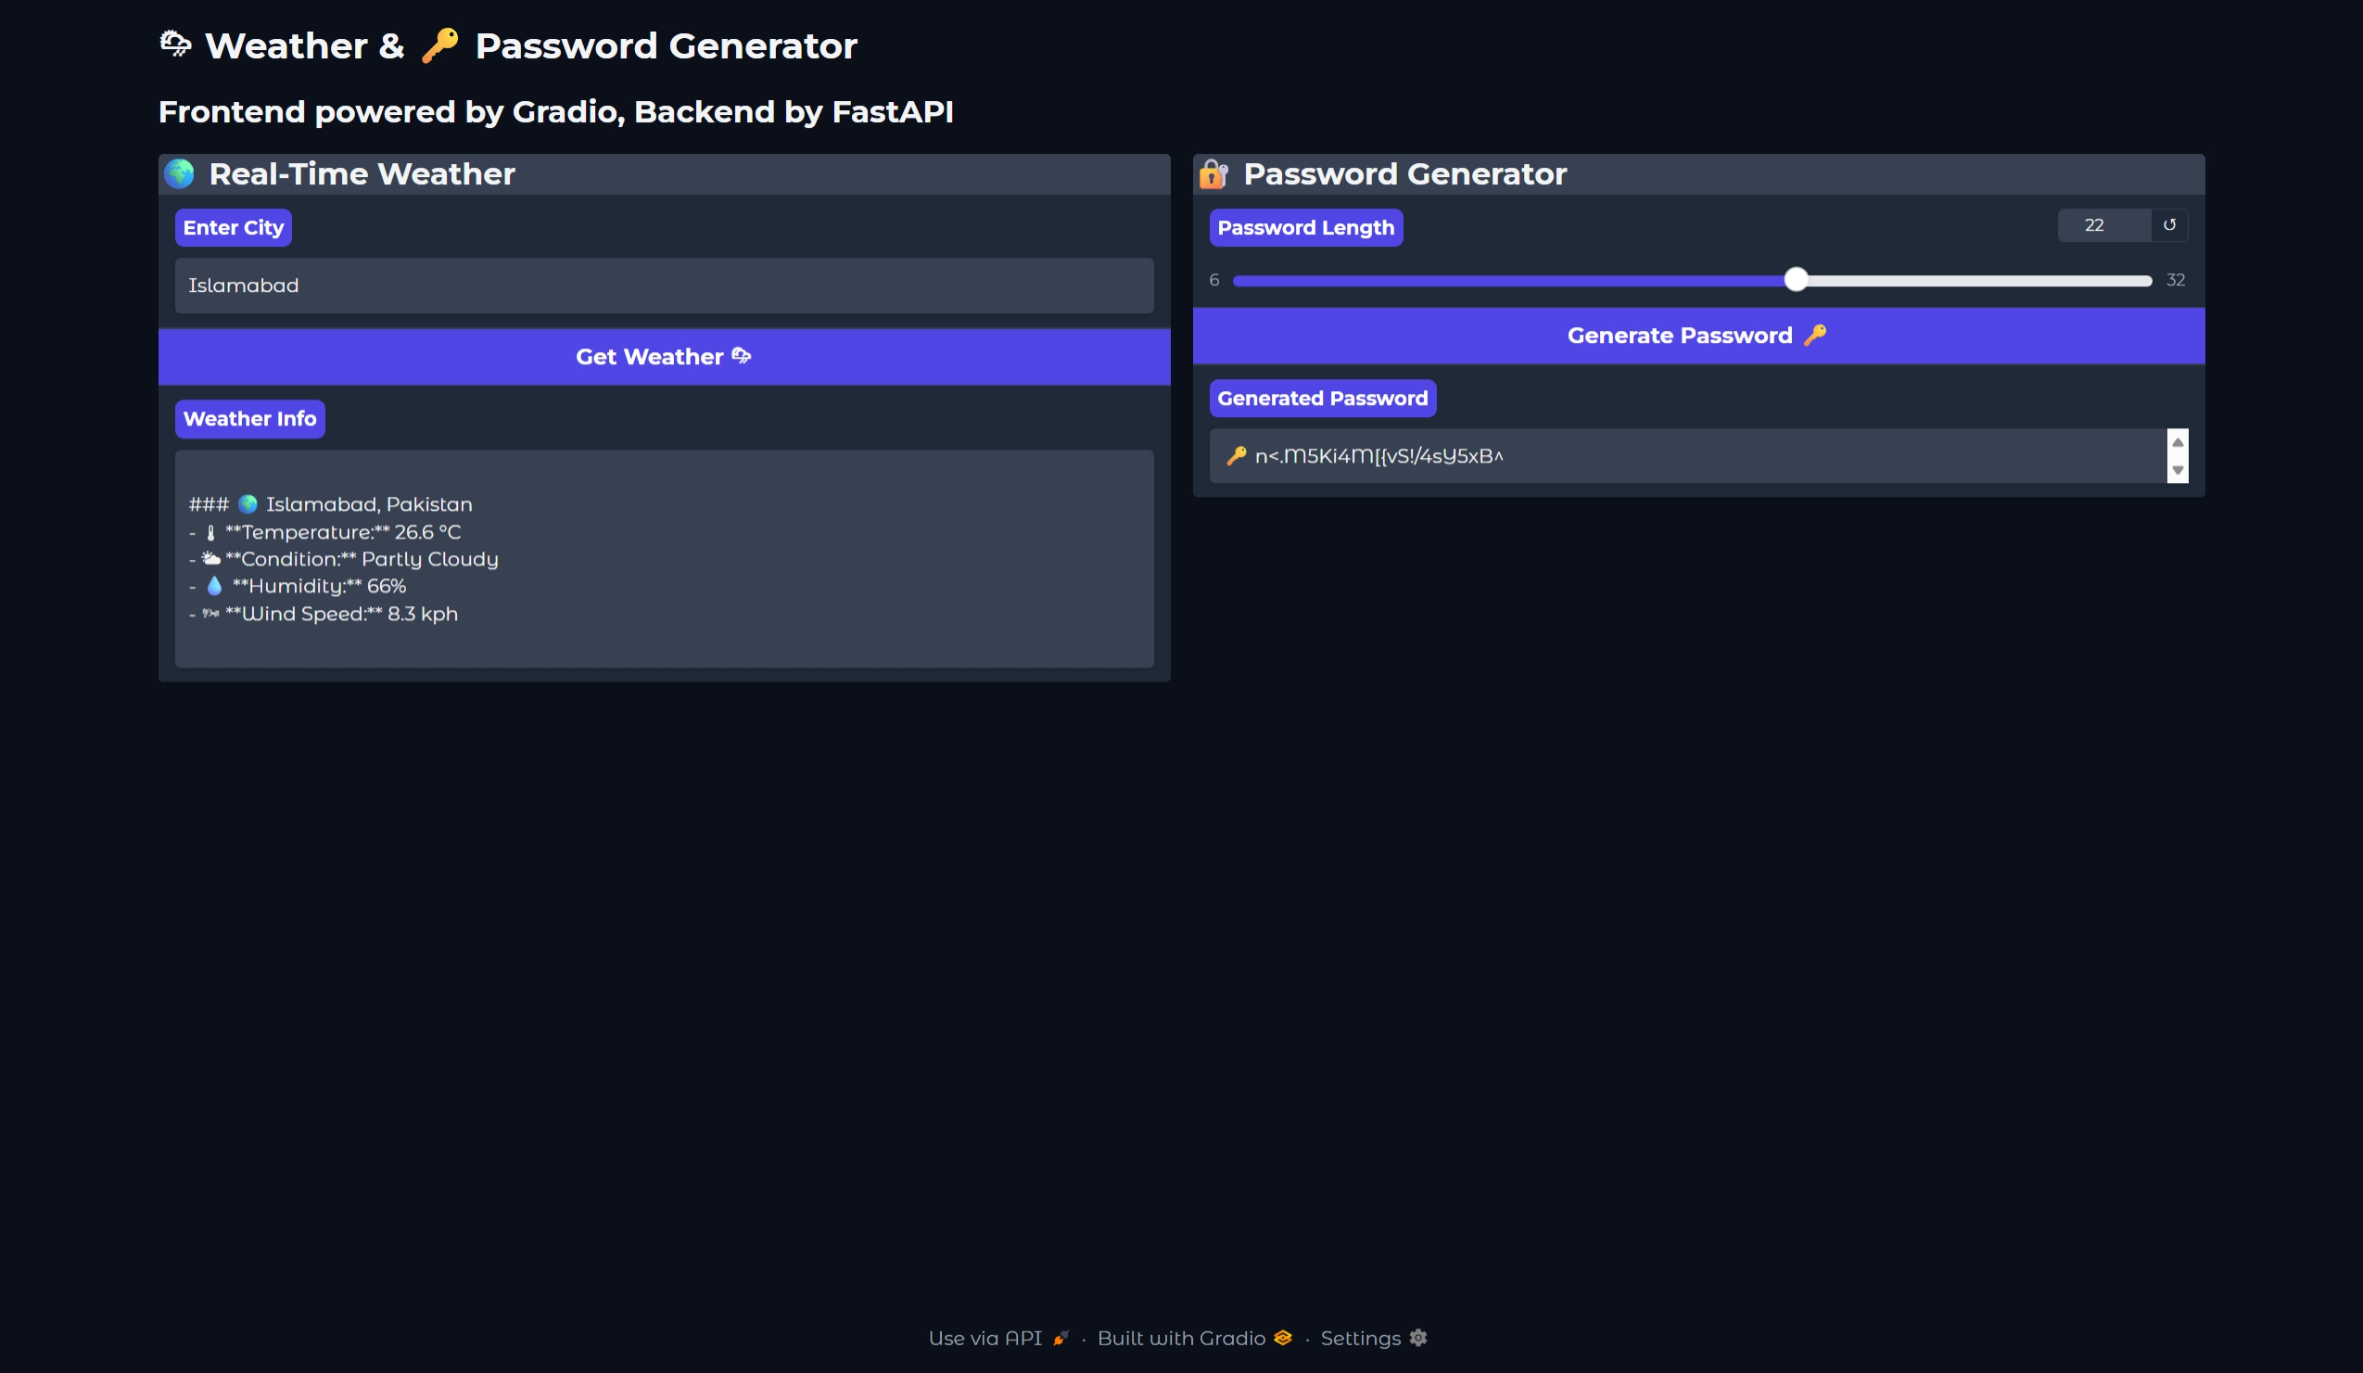 🌦 Weather & 🔑 Password Generator
Frontend powered by Gradio, Backend by FastAPI
🌍 Real-Time Weather
Enter City
Islamabad
Get Weather 🌦
Weather Info
### 🌍 Islamabad, Pakistan
- 🌡 **Temperature:** 26.6 °C
- 🌤 **Condition:** Partly Cloudy
- 💧 **Humidity:** 66%
- 🌬 **Wind Speed:** 8.3 kph
🔐 Password Generator
Password Length
22 ↺
6 32
Generate Password 🔑
Generated Password
🔑 n<.M5Ki4M[{vS!/4sY5xB^
Use via API 🚀 · Built with Gradio · Settings ⚙